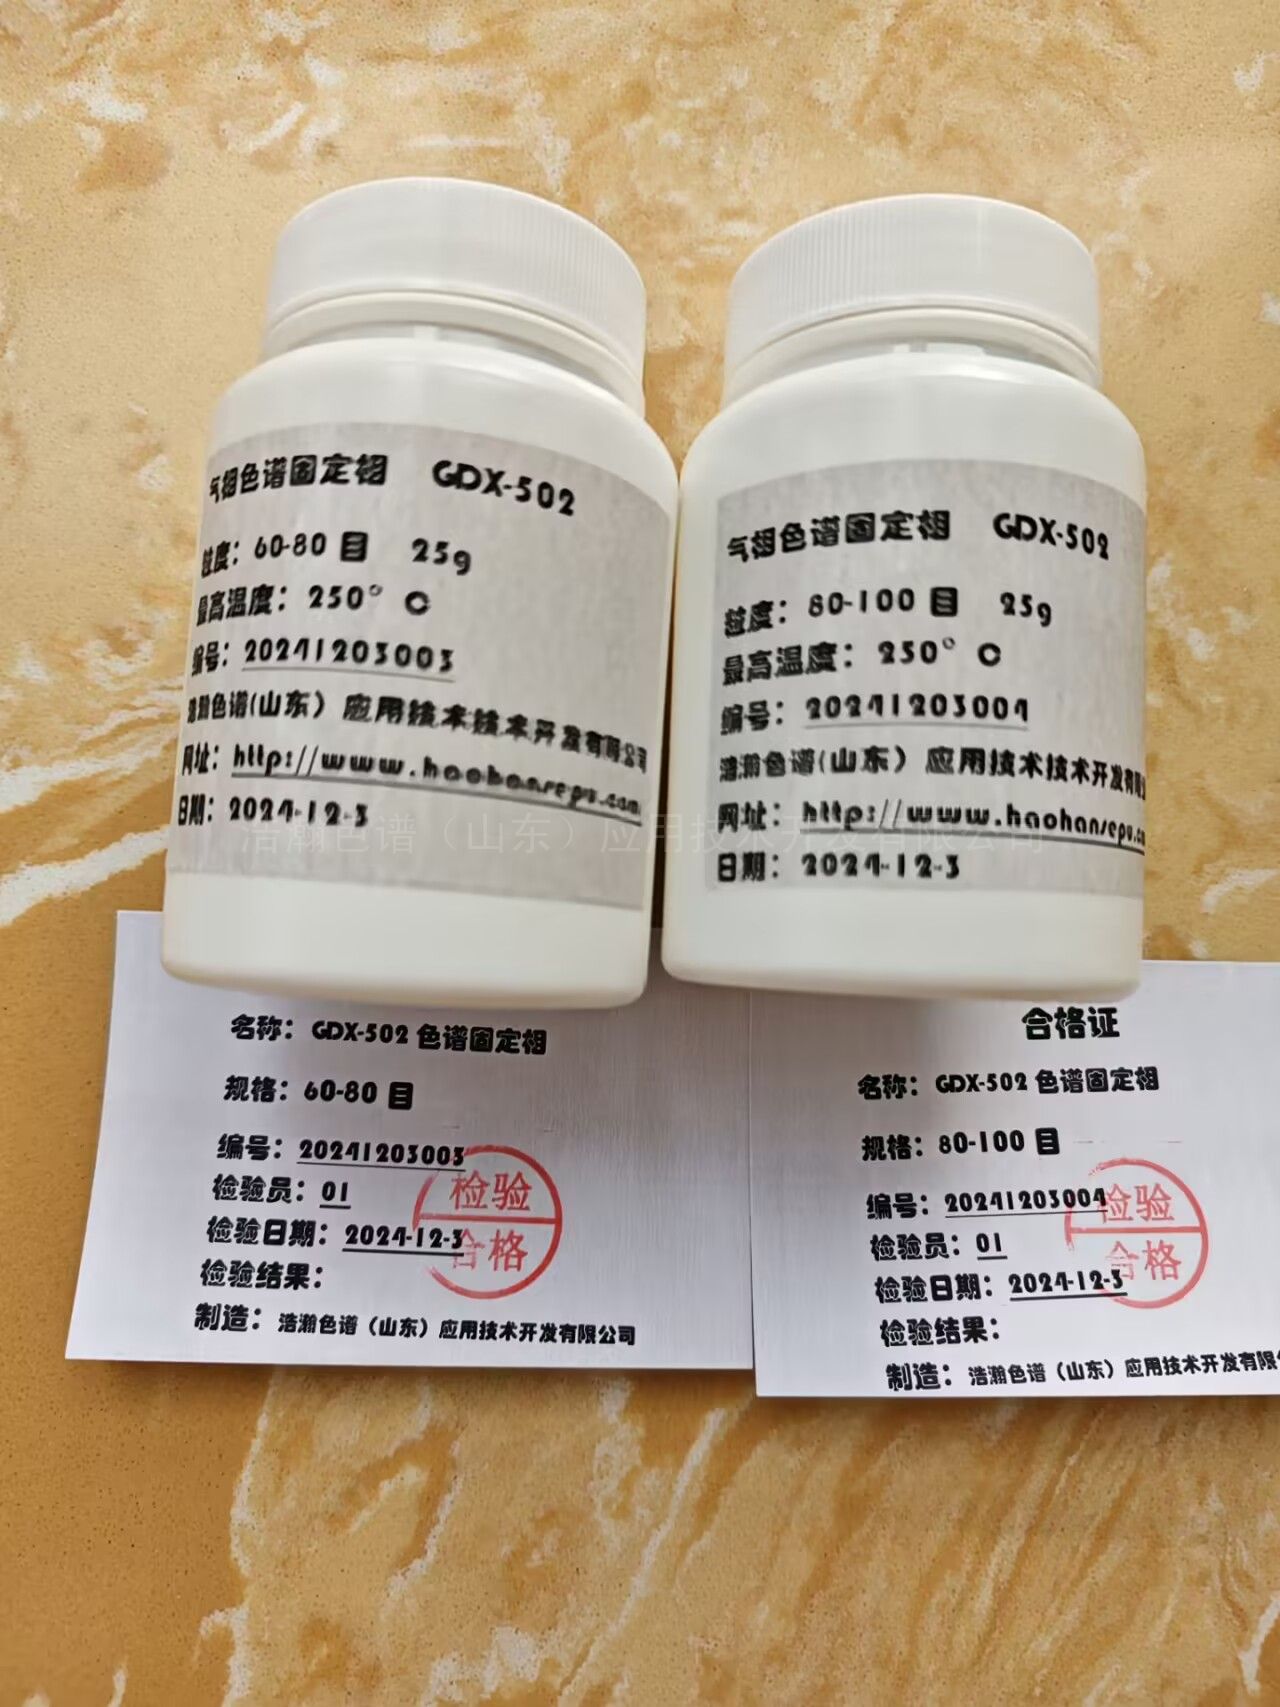 气相色谱固定相 GDX-502
粒度：60-80 目 25g
最高温度：250° C
编号：20241203003
浩瀚色谱(山东）应用技术技术开发有限公司
网址：http://www.haohansepu.com
日期：2024-12-3
气相色谱固定相 GDX-502
粒度：80-100 目 25g
最高温度：250° C
编号：20241203004
浩瀚色谱(山东）应用技术技术开发有限
网址：http://www.haohansepu.co
日期：2024-12-3
浩瀚色谱（山东）应用技术开发有限公司
名称：GDX-502 色谱固定相
规格：60-80 目
编号：20241203003
检验员：01
检验日期：2024-12-3
检验结果：
制造：浩瀚色谱（山东）应用技术开发有限公司
检验
合格
合格证
名称：GDX-502 色谱固定相
规格：80-100 目
编号：20241203004
检验员：01
检验日期：2024-12-3
检验结果：
制造：浩瀚色谱（山东）应用技术开发有限
检验
合格